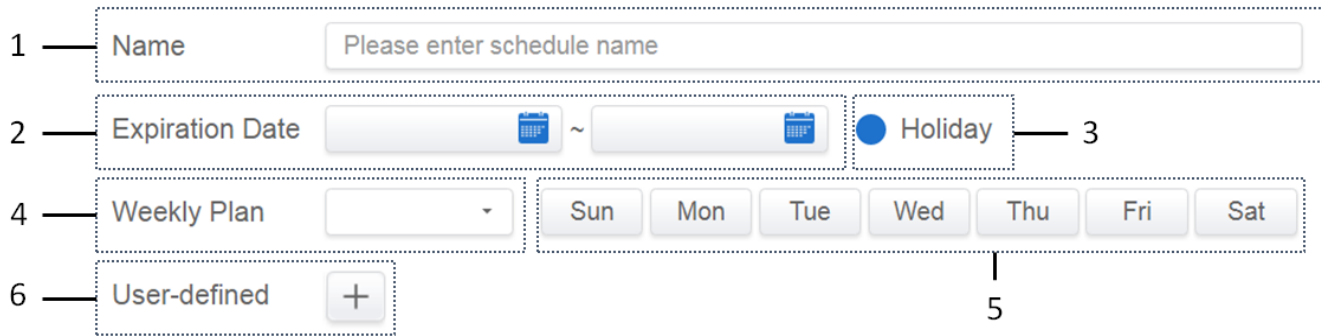 1 Name Please enter schedule name
2 Expiration Date ~ Holiday 3
4 Weekly Plan Sun Mon Tue Wed Thu Fri Sat
6 User-defined +
5